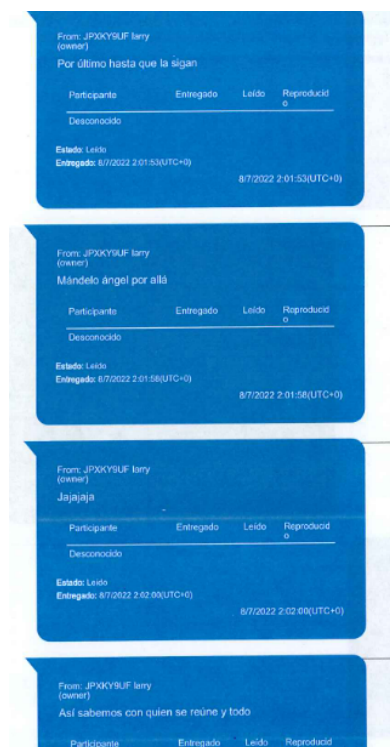 From: JPXKY9UF larry
(owner)
Por último hasta que la sigan
Participante Entregado Leído Reproducid
o
Desconocido
Estado: Leído
Entregado: 8/7/2022 2:01:53(UTC+0)
8/7/2022 2:01:53(UTC+0)
From: JPXKY9UF larry
(owner)
Mándelo ángel por allá
Participante Entregado Leído Reproducid
o
Desconocido
Estado: Leído
Entregado: 8/7/2022 2:01:58(UTC+0)
8/7/2022 2:01:58(UTC+0)
From: JPXKY9UF larry
(owner)
Jajajaja
Participante Entregado Leído Reproducid
o
Desconocido
Estado: Leído
Entregado: 8/7/2022 2:02:00(UTC+0)
8/7/2022 2:02:00(UTC+0)
From: JPXKY9UF larry
(owner)
Así sabemos con quien se reúne y todo
Participante Entregado Leído Reproducid